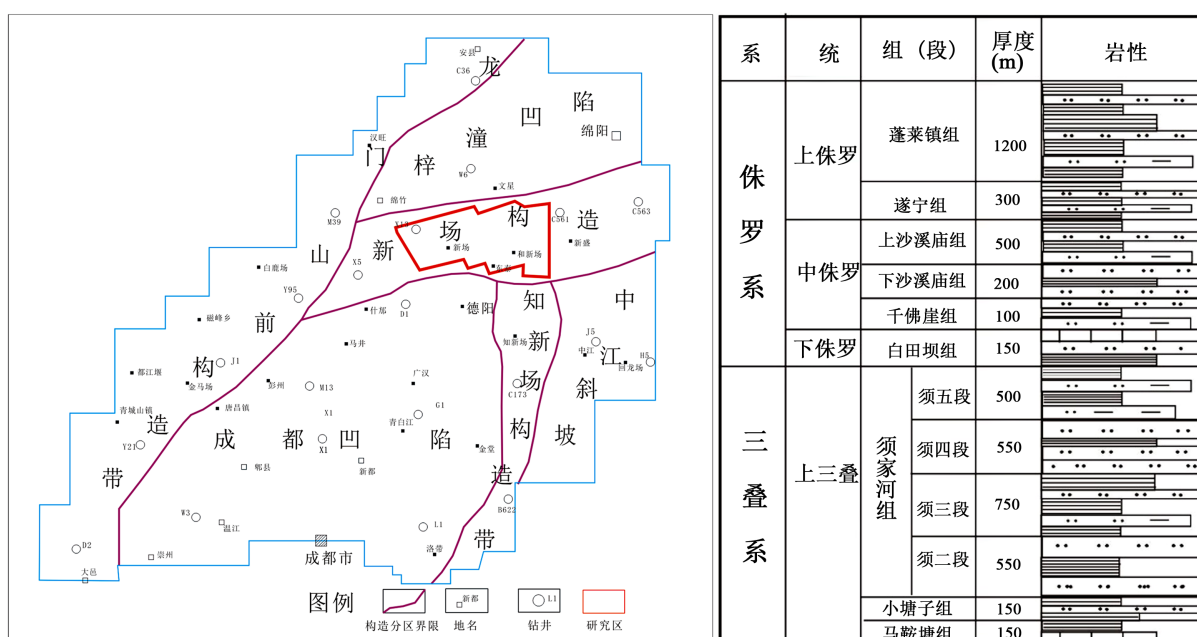 安县
C36
龙
陷
凹
绵阳
汉旺
门
潼
梓
W6
文星
绵竹
M39
C561
C563
构
造
场
新
新场
和新场
新盛
山
白鹿场
X5
Y95
知
中
什邡
D1
德阳
磁峰乡
前
马井
知新场
新
J5
中江
江
回龙场
H5
构
J1
都江堰
金马场
彭州
M13
广汉
场
C173
斜
青城山镇
唐昌镇
X1
G1
造
青白江
Y21
成
都
凹
陷
X1
构
坡
金堂
带
郫县
新都
造
B622
W3
温江
L1
D2
崇州
成都市
洛带
带
大邑
图例
新都
L1
构造分区界限
地名
钻井
研究区
系
统
组（段）
厚度
(m)
岩性
侏罗系
上侏罗
蓬莱镇组
1200
遂宁组
300
中侏罗
上沙溪庙组
500
下沙溪庙组
200
千佛崖组
100
下侏罗
白田坝组
150
三叠系
上三叠
须家河组
须五段
500
须四段
550
须三段
750
须二段
550
小塘子组
150
马鞍塘组
150